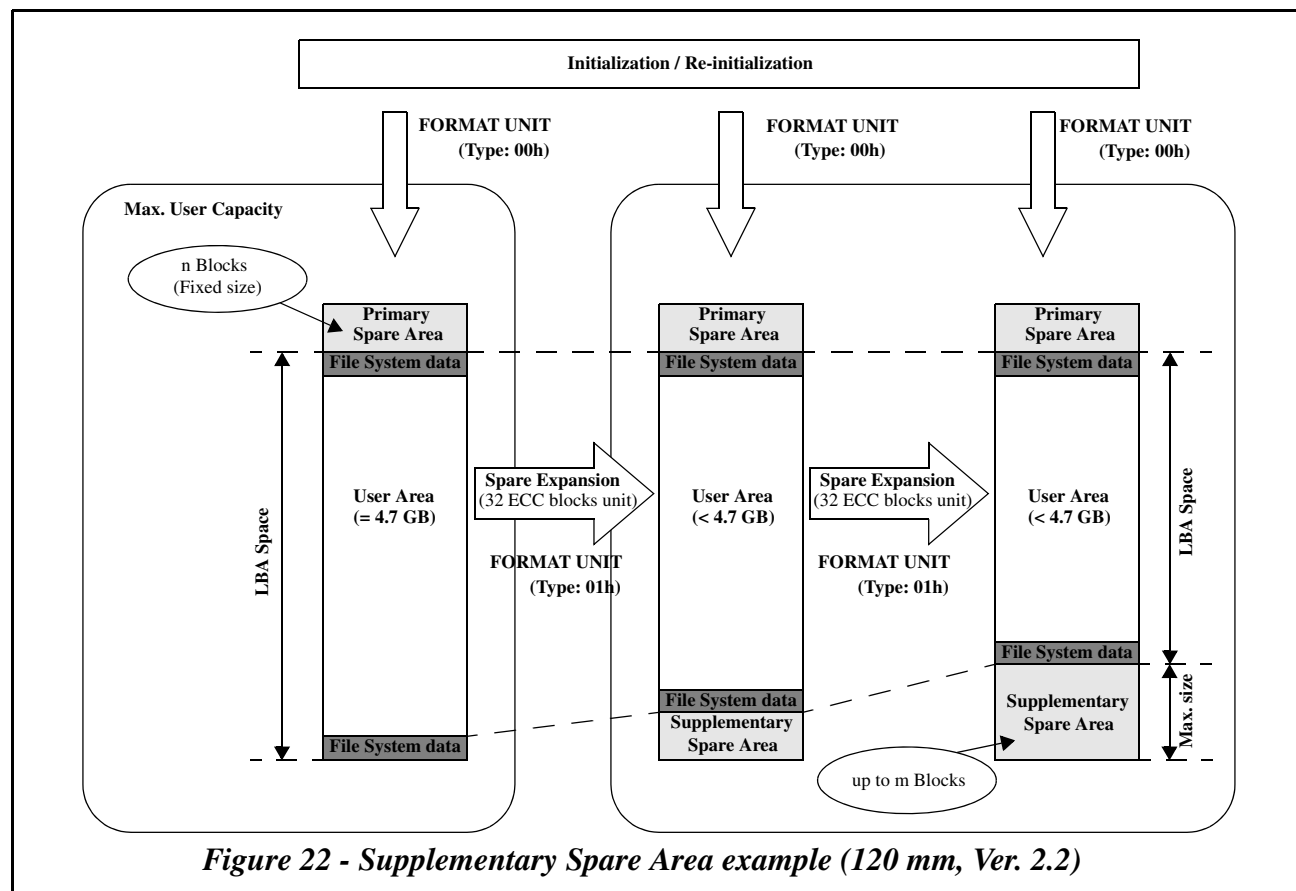 Initialization / Re-initialization
FORMAT UNIT
(Type: 00h)
FORMAT UNIT
(Type: 00h)
FORMAT UNIT
(Type: 00h)
Max. User Capacity
n Blocks
(Fixed size)
Primary
Spare Area
File System data
User Area
(= 4.7 GB)
File System data
LBA Space
Spare Expansion
(32 ECC blocks unit)
FORMAT UNIT
(Type: 01h)
Primary
Spare Area
File System data
User Area
(< 4.7 GB)
File System data
Supplementary
Spare Area
Spare Expansion
(32 ECC blocks unit)
FORMAT UNIT
(Type: 01h)
Primary
Spare Area
File System data
User Area
(< 4.7 GB)
File System data
Supplementary
Spare Area
LBA Space
Max. size
up to m Blocks
Figure 22 - Supplementary Spare Area example (120 mm, Ver. 2.2)